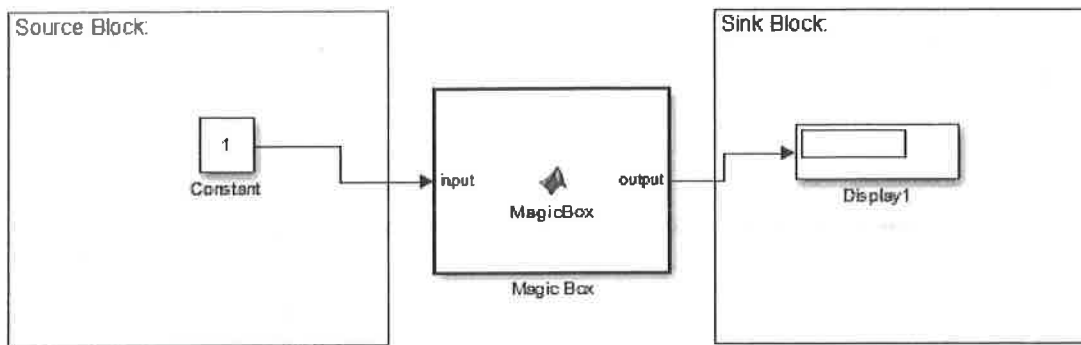 Source Block:
1
Constant
input
MagicBox
output
Magic Box
Sink Block:
Display1